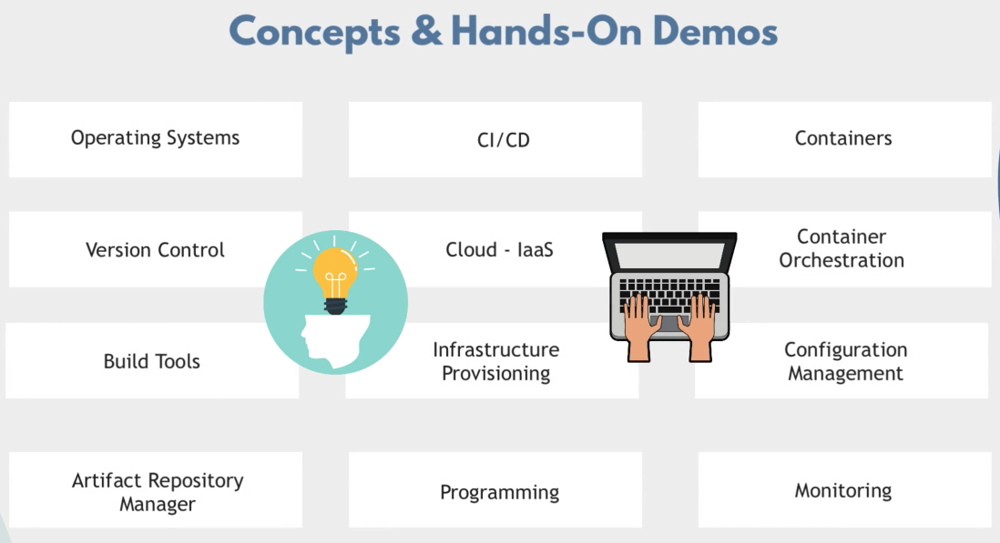 Concepts & Hands-On Demos
Operating Systems
CI/CD
Containers
Version Control
Cloud - IaaS
Container
Orchestration
Build Tools
Infrastructure
Provisioning
Configuration
Management
Artifact Repository
Manager
Programming
Monitoring